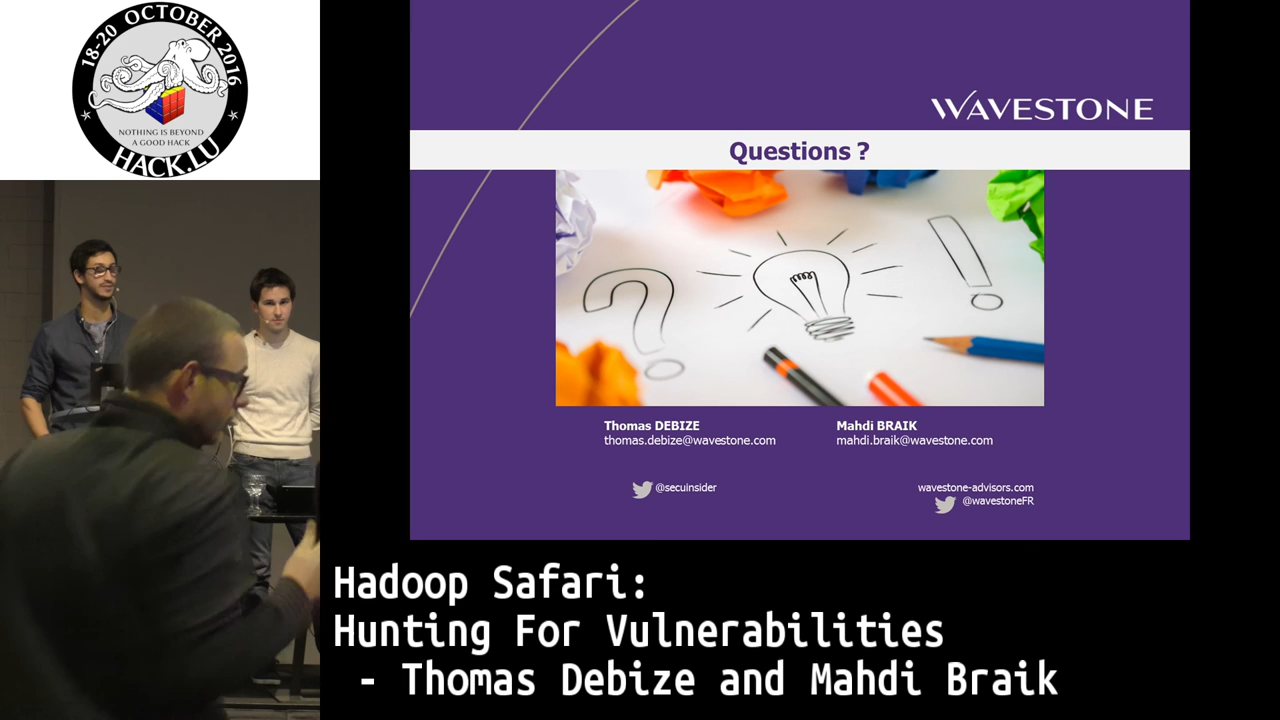 18-20 OCTOBER 2016
NOTHING IS BEYOND
A GOOD HACK
HACK.LU
WAVESTONE
Questions ?
Thomas DEBIZE
thomas.debize@wavestone.com
Mahdi BRAIK
mahdi.braik@wavestone.com
@secuinsider
wavestone-advisors.com
@wavestoneFR
Hadoop Safari:
Hunting For Vulnerabilities
- Thomas Debize and Mahdi Braik